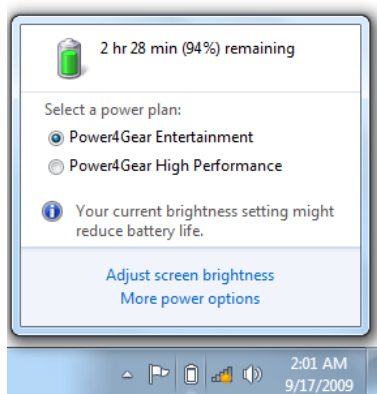 2 hr 28 min (94%) remaining
Select a power plan:
Power4Gear Entertainment
Power4Gear High Performance
Your current brightness setting might
reduce battery life.
Adjust screen brightness
More power options
2:01 AM
9/17/2009